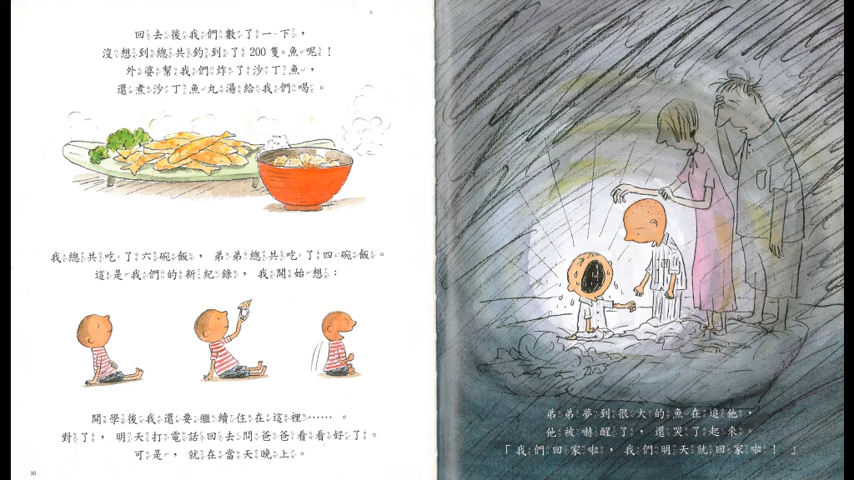 回去後我們數了一下，
沒想到總共釣到了200隻魚呢！
外婆幫我們炸了沙丁魚，
還煮沙丁魚丸湯給我們喝。
我總共吃了六碗飯，弟弟總共吃了四碗飯。
這是我們的新紀錄，我開始想：
開學後我還要繼續住在這裡……。
對了，明天打電話回去問爸爸看看好了。
可是，就在當天晚上。
30
弟弟夢到很大的魚在追他，
他被嚇醒了，還哭了起來。
「我們回家啦，我們明天就回家啦！」